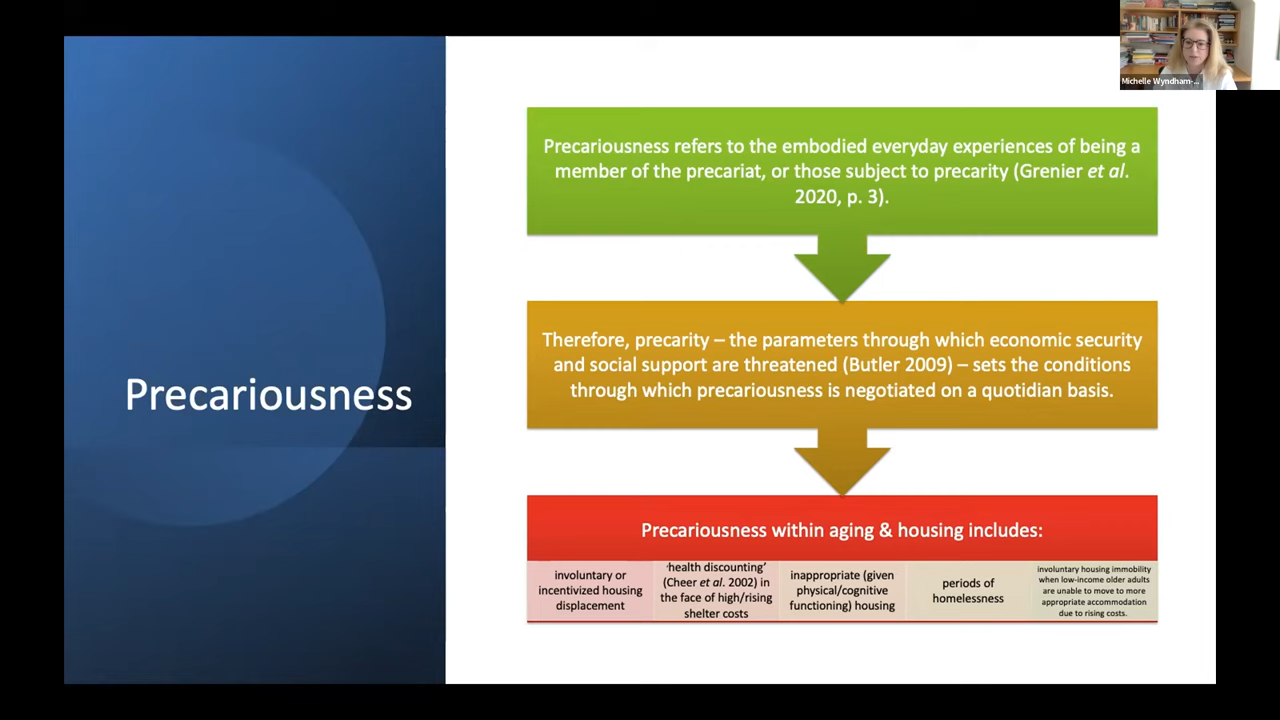 Michelle Wyndham-...
Precariousness
Precariousness refers to the embodied everyday experiences of being a
member of the precariat, or those subject to precarity (Grenier et al.
2020, p. 3).
Therefore, precarity – the parameters through which economic security
and social support are threatened (Butler 2009) – sets the conditions
through which precariousness is negotiated on a quotidian basis.
Precariousness within aging & housing includes:
involuntary or
incentivized housing
displacement
'health discounting'
(Cheer et al. 2002) in
the face of high/rising
shelter costs
inappropriate (given
physical/cognitive
functioning) housing
periods of
homelessness
involuntary housing immobility
when low-income older adults
are unable to move to more
appropriate accommodation
due to rising costs.